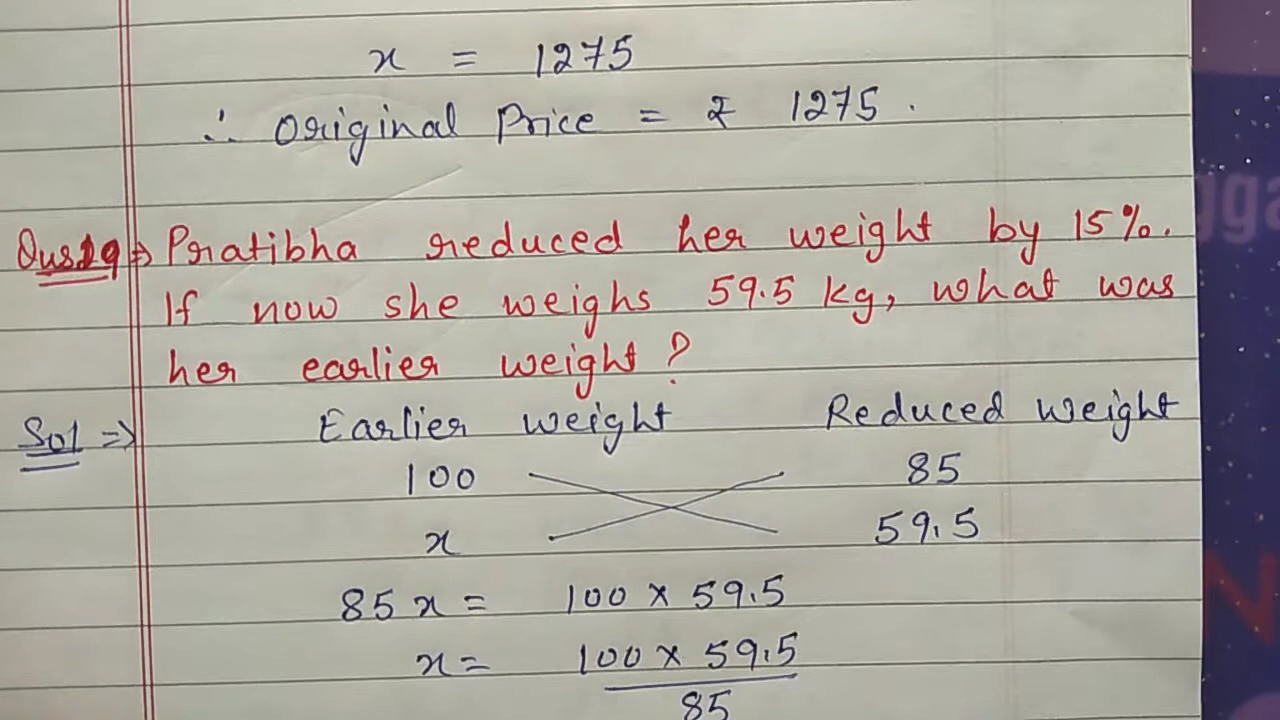 x = 1275
∴ Original Price = ₹ 1275.
Qus19⇒ Pratibha reduced her weight by 15%.
If now she weighs 59.5 kg, what was
her earlier weight?
Sol ⇒ Earlier weight Reduced weight
100 85
x 59.5
85 x = 100 × 59.5
x = 100 × 59.5
85